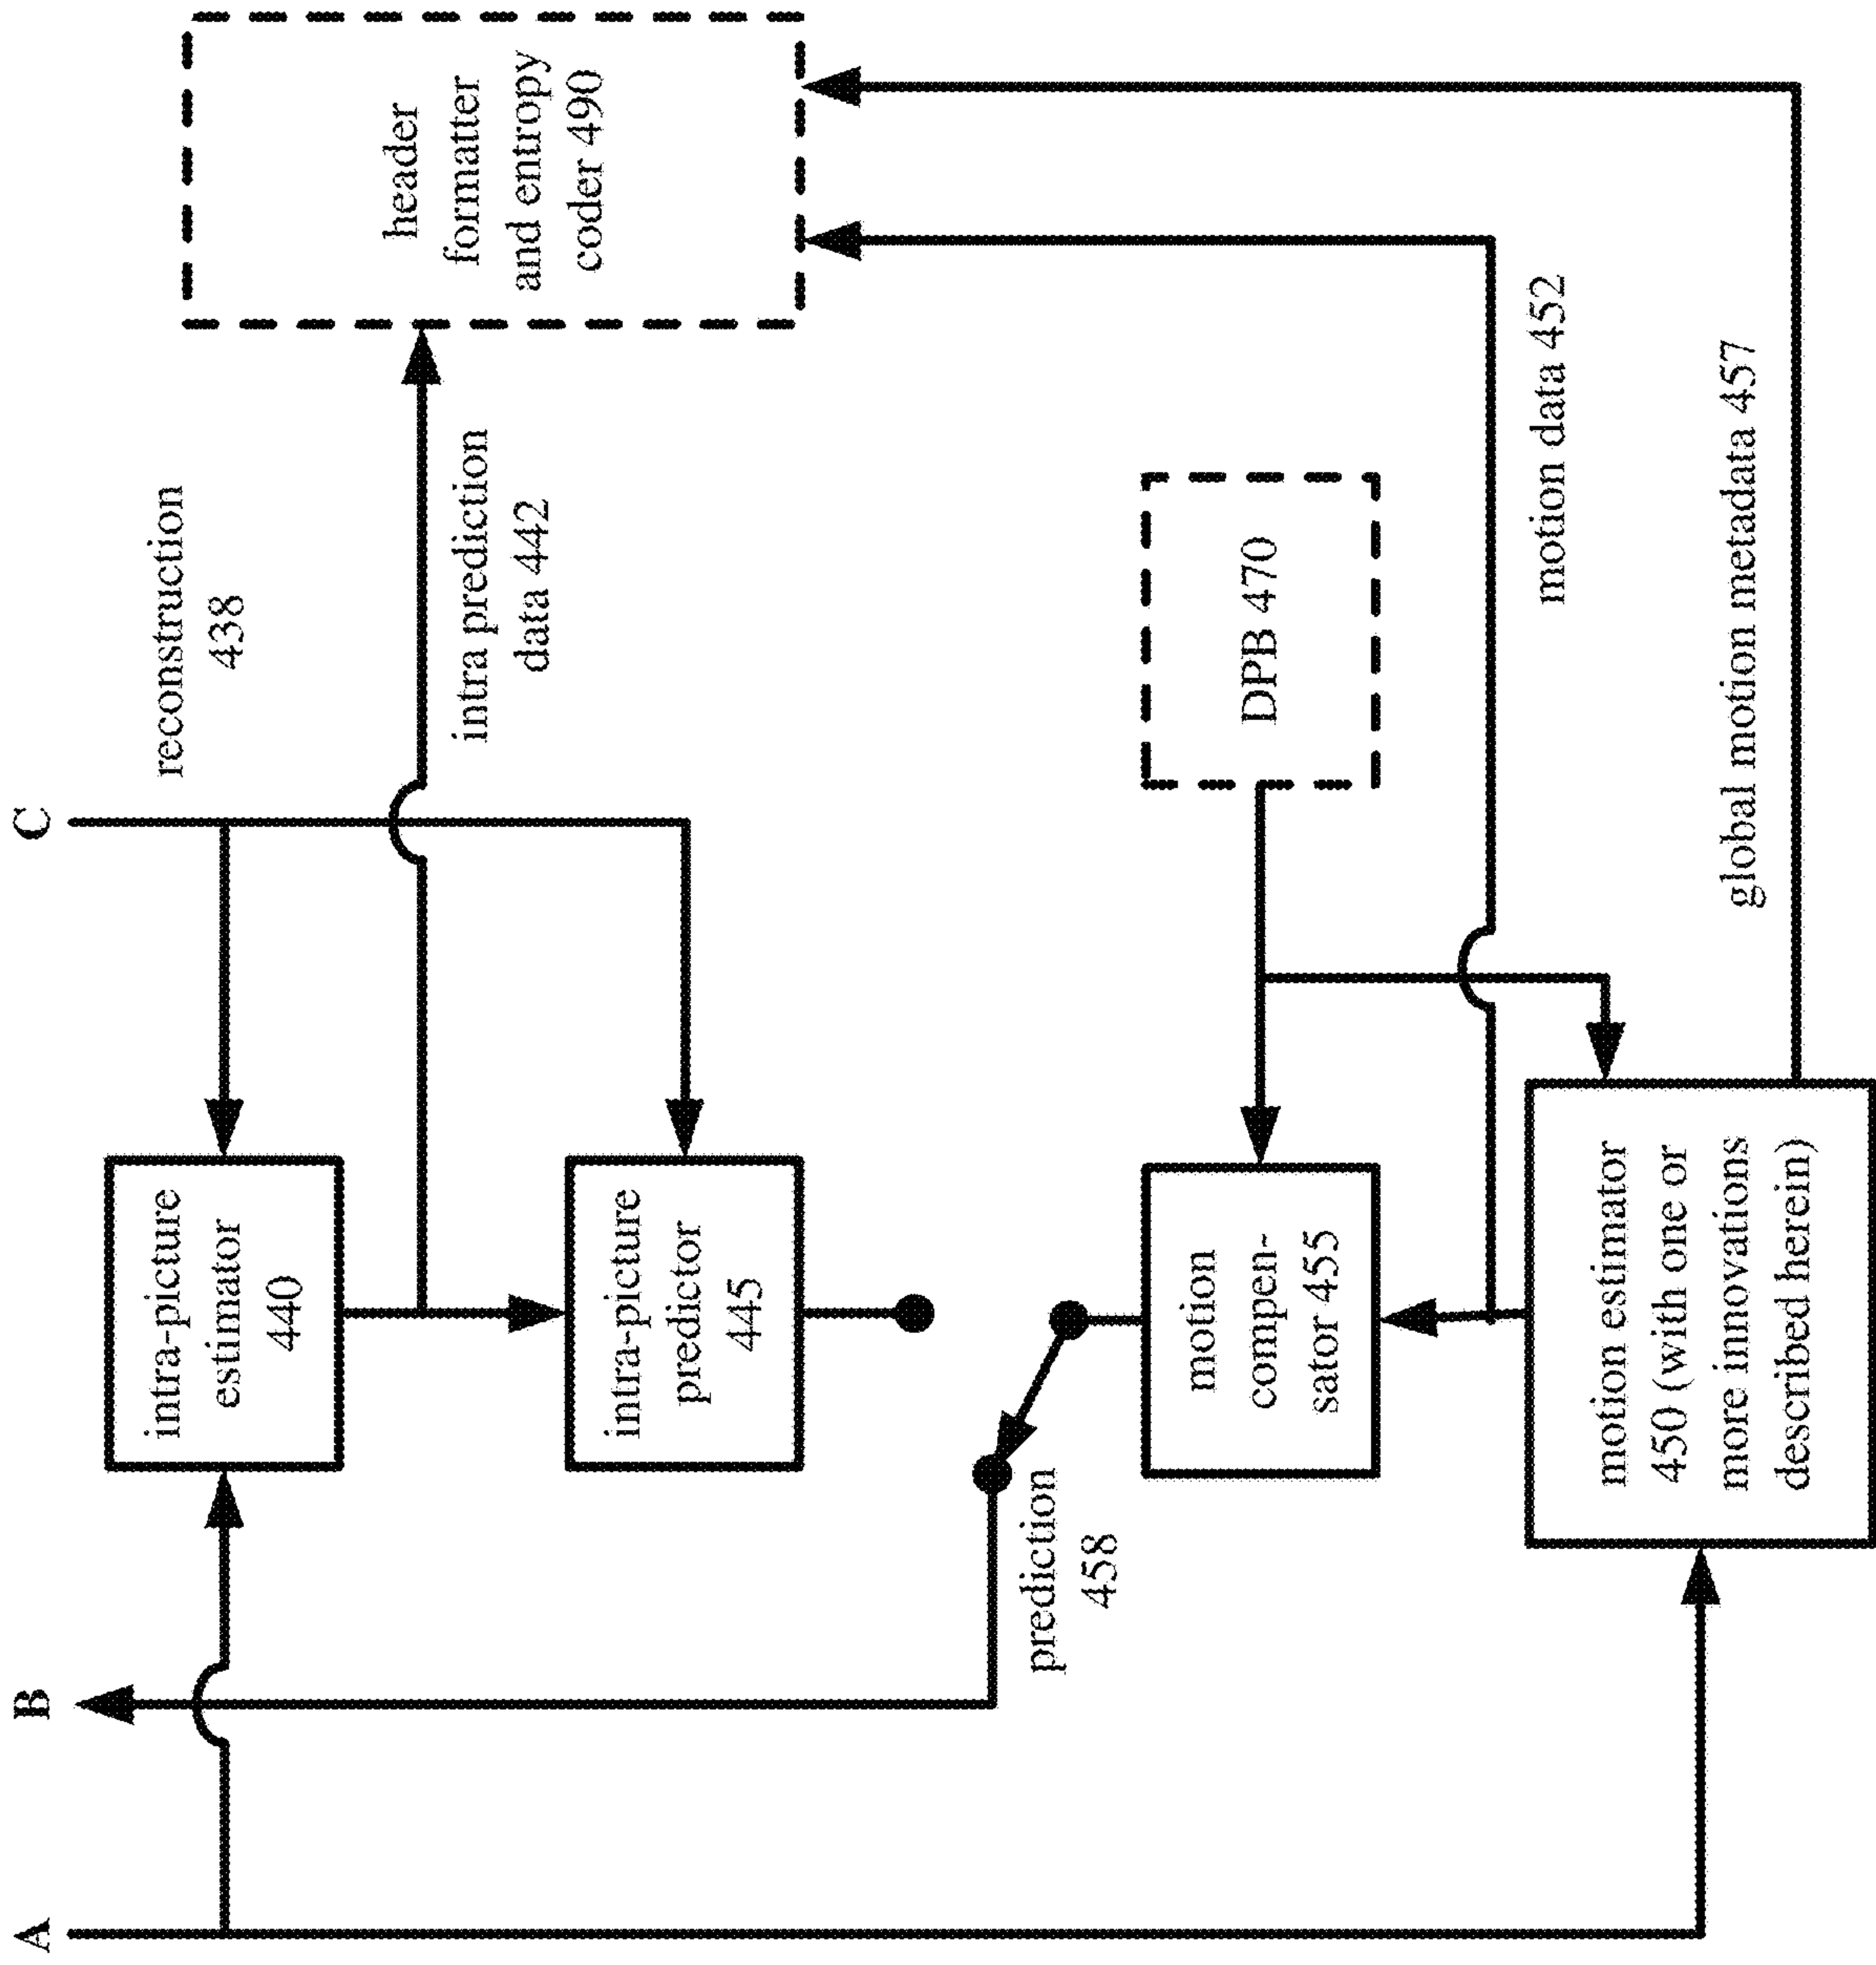 A
B
C
reconstruction
438
header
formatter
and entropy
coder 490
intra-picture
estimator
440
intra prediction
data 442
intra-picture
predictor
445
prediction
458
motion
compen-
sator 455
DPB 470
motion data 452
motion estimator
450 (with one or
more innovations
described herein)
global motion metadata 457